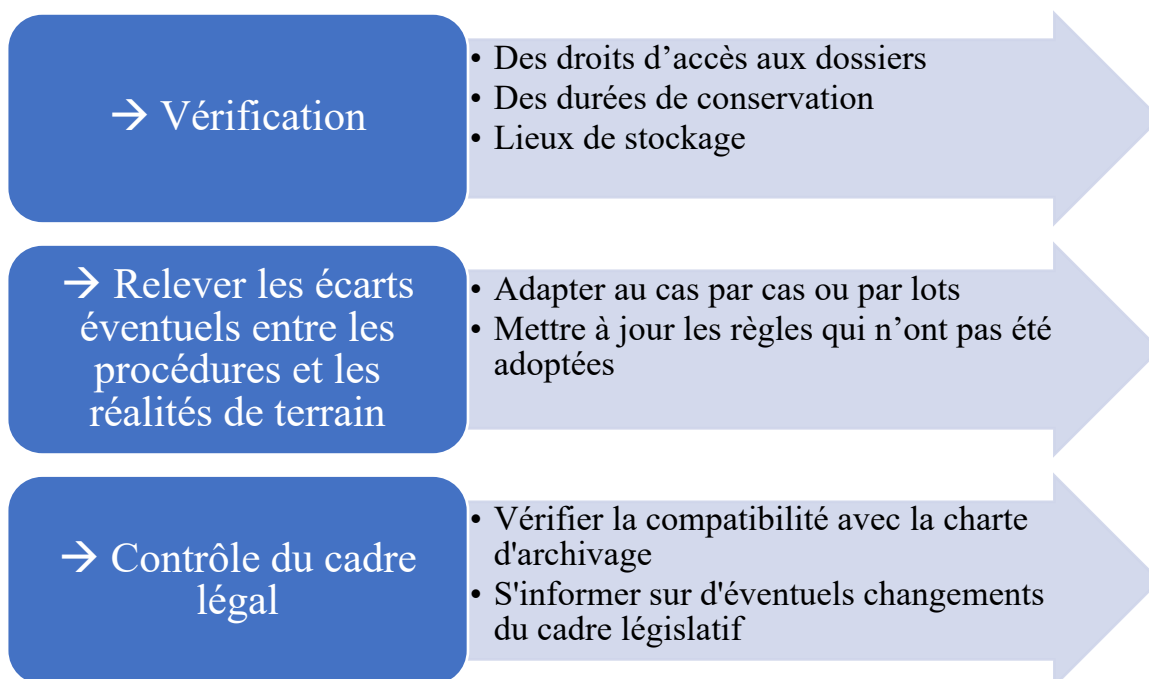 → Vérification
• Des droits d’accès aux dossiers
• Des durées de conservation
• Lieux de stockage
→ Relever les écarts
éventuels entre les
procédures et les
réalités de terrain
• Adapter au cas par cas ou par lots
• Mettre à jour les règles qui n’ont pas été
adoptées
→ Contrôle du cadre
légal
• Vérifier la compatibilité avec la charte
d'archivage
• S'informer sur d'éventuels changements
du cadre législatif